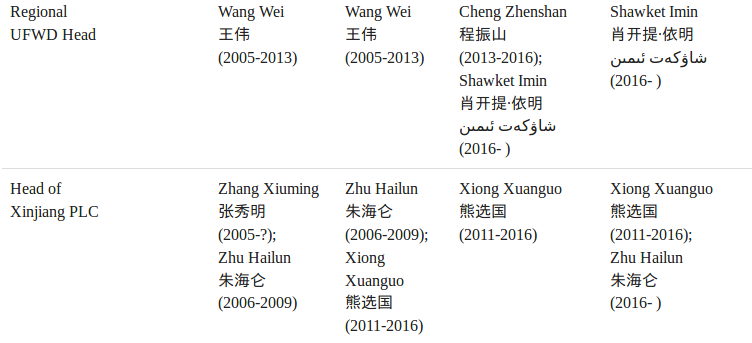 Regional
UFWD Head
Wang Wei
王伟
(2005-2013)
Wang Wei
王伟
(2005-2013)
Cheng Zhenshan
程振山
(2013-2016);
Shawket Imin
肖开提·依明
شاۋكەت ئىمىن
(2016- )
Shawket Imin
肖开提·依明
شاۋكەت ئىمىن
(2016- )
Head of
Xinjiang PLC
Zhang Xiuming
张秀明
(2005-?);
Zhu Hailun
朱海仑
(2006-2009)
Zhu Hailun
朱海仑
(2006-2009);
Xiong
Xuanguo
熊选国
(2011-2016)
Xiong Xuanguo
熊选国
(2011-2016)
Xiong Xuanguo
熊选国
(2011-2016);
Zhu Hailun
朱海仑
(2016- )